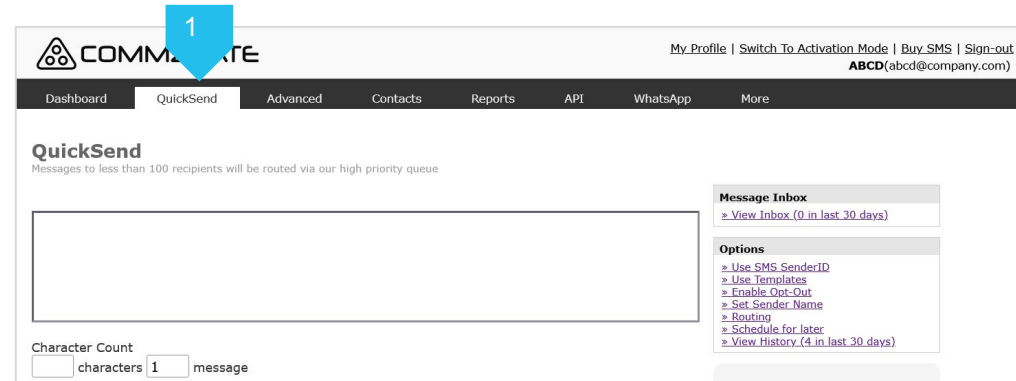 1
My Profile | Switch To Activation Mode | Buy SMS | Sign-out
ABCD(abcd@company.com)
Dashboard QuickSend Advanced Contacts Reports API WhatsApp More
QuickSend
Messages to less than 100 recipients will be routed via our high priority queue
Message Inbox
» View Inbox (0 in last 30 days)
Options
» Use SMS SenderID
» Use Templates
» Enable Opt-Out
» Set Sender Name
» Routing
» Schedule for later
» View History (4 in last 30 days)
Character Count
characters 1 message